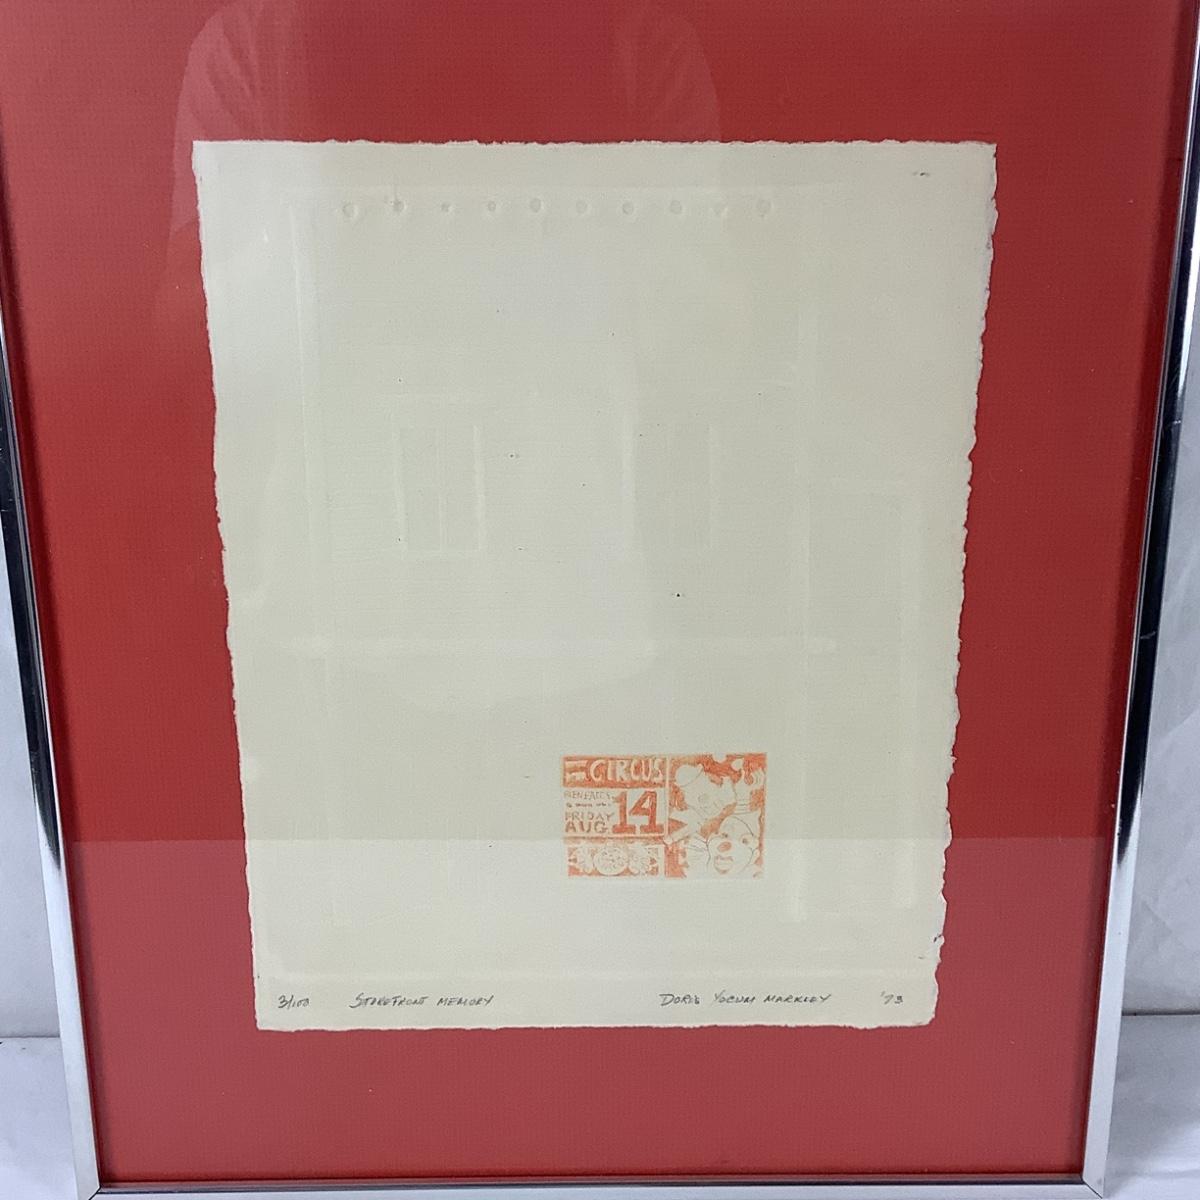 CIRCUS
14
FRIDAY
AUG
3/100 STOREFRONT MEMORY DORIS YOCUM MARKLEY '73